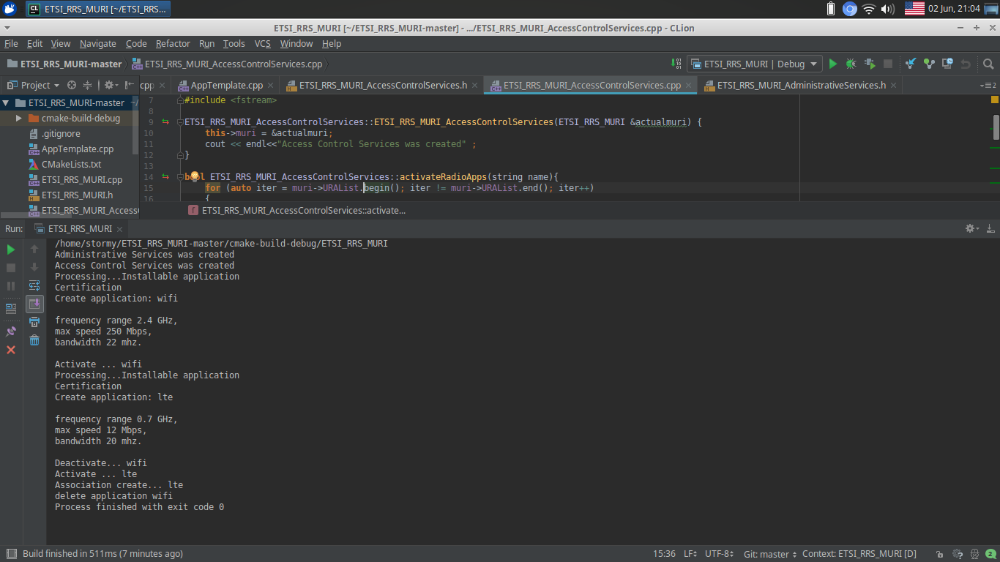 ETSI_RRS_MURI [~/ETSI_RRS...
02 Jun, 21:04
ETSI_RRS_MURI [~/ETSI_RRS_MURI-master] - .../ETSI_RRS_MURI_AccessControlServices.cpp - CLion
File Edit View Navigate Code Refactor Run Tools VCS Window Help
ETSI_RRS_MURI-master ETSI_RRS_MURI_AccessControlServices.cpp ETSI_RRS_MURI | Debug
Project cpp AppTemplate.cpp ETSI_RRS_MURI_AccessControlServices.h ETSI_RRS_MURI_AccessControlServices.cpp ETSI_RRS_MURI_AdministrativeServices.h 2
ETSI_RRS_MURI-master ~/
cmake-build-debug
.gitignore
AppTemplate.cpp
CMakeLists.txt
ETSI_RRS_MURI.cpp
ETSI_RRS_MURI.h
ETSI_RRS_MURI_Access
7 #include <fstream>
8
9 ETSI_RRS_MURI_AccessControlServices::ETSI_RRS_MURI_AccessControlServices(ETSI_RRS_MURI &actualmuri) {
10 this->muri = &actualmuri;
11 cout << endl<<"Access Control Services was created" ;
12 }
13
14 bool ETSI_RRS_MURI_AccessControlServices::activateRadioApps(string name){
15 for (auto iter = muri->URAList.begin(); iter != muri->URAList.end(); iter++)
16 {
f ETSI_RRS_MURI_AccessControlServices::activate...
Run: ETSI_RRS_MURI
/home/stormy/ETSI_RRS_MURI-master/cmake-build-debug/ETSI_RRS_MURI
Administrative Services was created
Access Control Services was created
Processing...Installable application
Certification
Create application: wifi
frequency range 2.4 GHz,
max speed 250 Mbps,
bandwidth 22 mhz.
Activate ... wifi
Processing...Installable application
Certification
Create application: lte
frequency range 0.7 GHz,
max speed 12 Mbps,
bandwidth 20 mhz.
Deactivate... wifi
Activate ... lte
Association create... lte
delete application wifi
Process finished with exit code 0
Build finished in 511ms (7 minutes ago) 15:36 LF UTF-8 Git: master Context: ETSI_RRS_MURI [D] 2